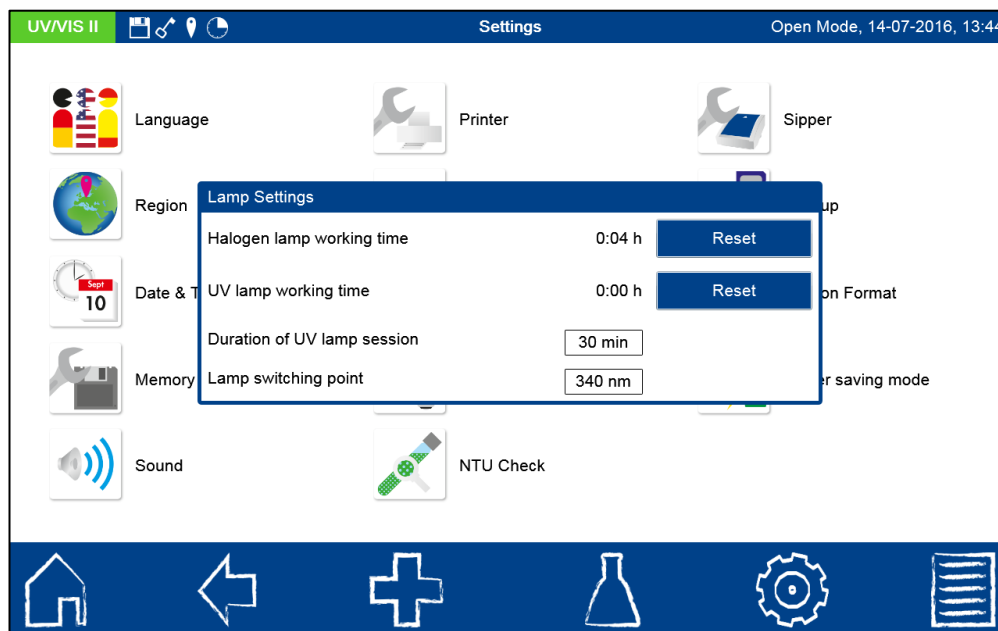 UV/VIS II Settings Open Mode, 14-07-2016, 13:44
Language Printer Sipper
Region
Lamp Settings
up
Halogen lamp working time 0:04 h Reset
Sept
10
Date & T
UV lamp working time 0:00 h Reset
on Format
Duration of UV lamp session 30 min
Memory
Lamp switching point 340 nm
r saving mode
Sound NTU Check